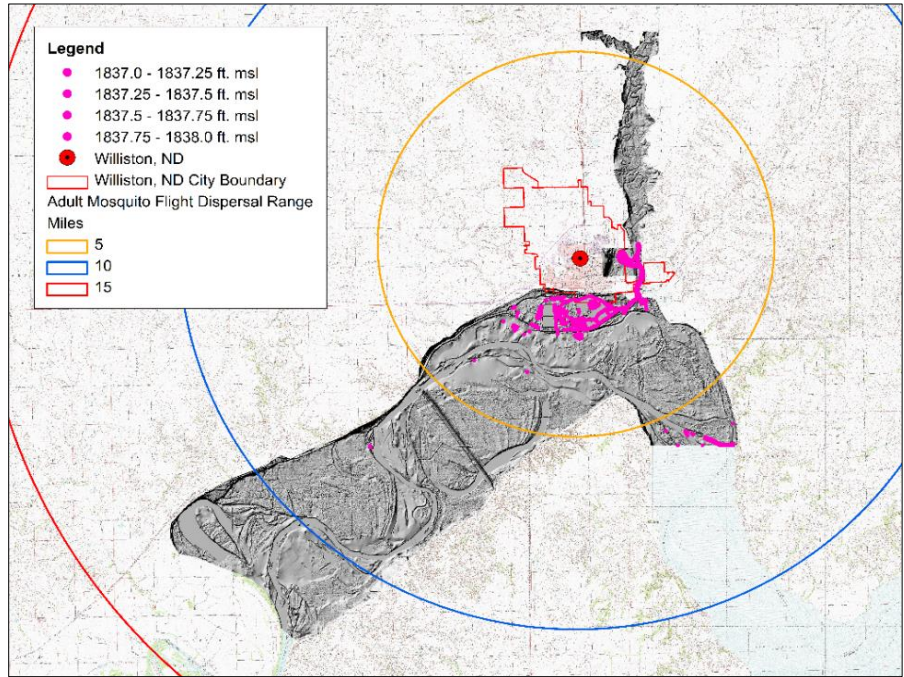 Legend
1837.0 - 1837.25 ft. msl
1837.25 - 1837.5 ft. msl
1837.5 - 1837.75 ft. msl
1837.75 - 1838.0 ft. msl
Williston, ND
Williston, ND City Boundary
Adult Mosquito Flight Dispersal Range
Miles
5
10
15